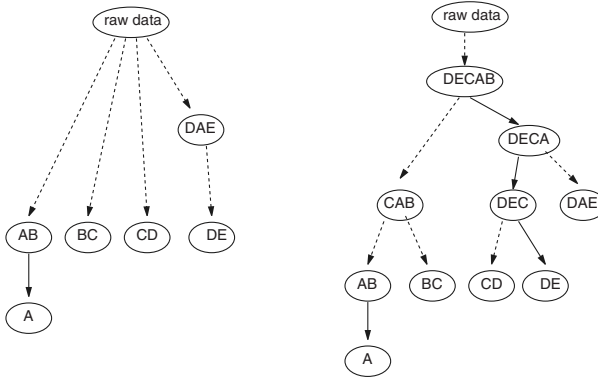 raw data
DAE
AB BC CD DE
A
raw data
DECAB
DECA
CAB DEC DAE
AB BC CD DE
A